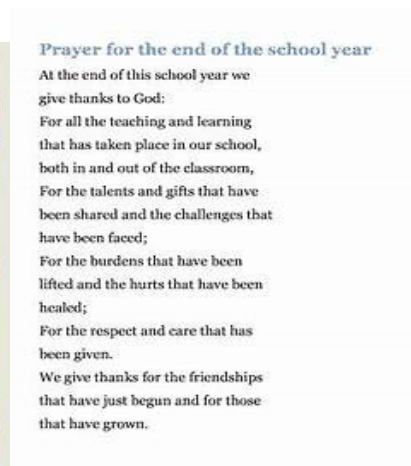 Prayer for the end of the school year
At the end of this school year we
give thanks to God:
For all the teaching and learning
that has taken place in our school,
both in and out of the classroom,
For the talents and gifts that have
been shared and the challenges that
have been faced;
For the burdens that have been
lifted and the hurts that have been
healed;
For the respect and care that has
been given.
We give thanks for the friendships
that have just begun and for those
that have grown.